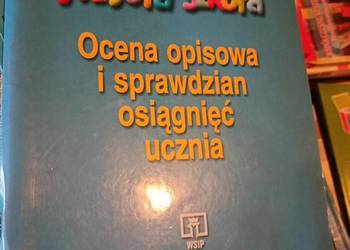 Ocena opisowa
i sprawdzian
osiągnięć
ucznia
WSiP